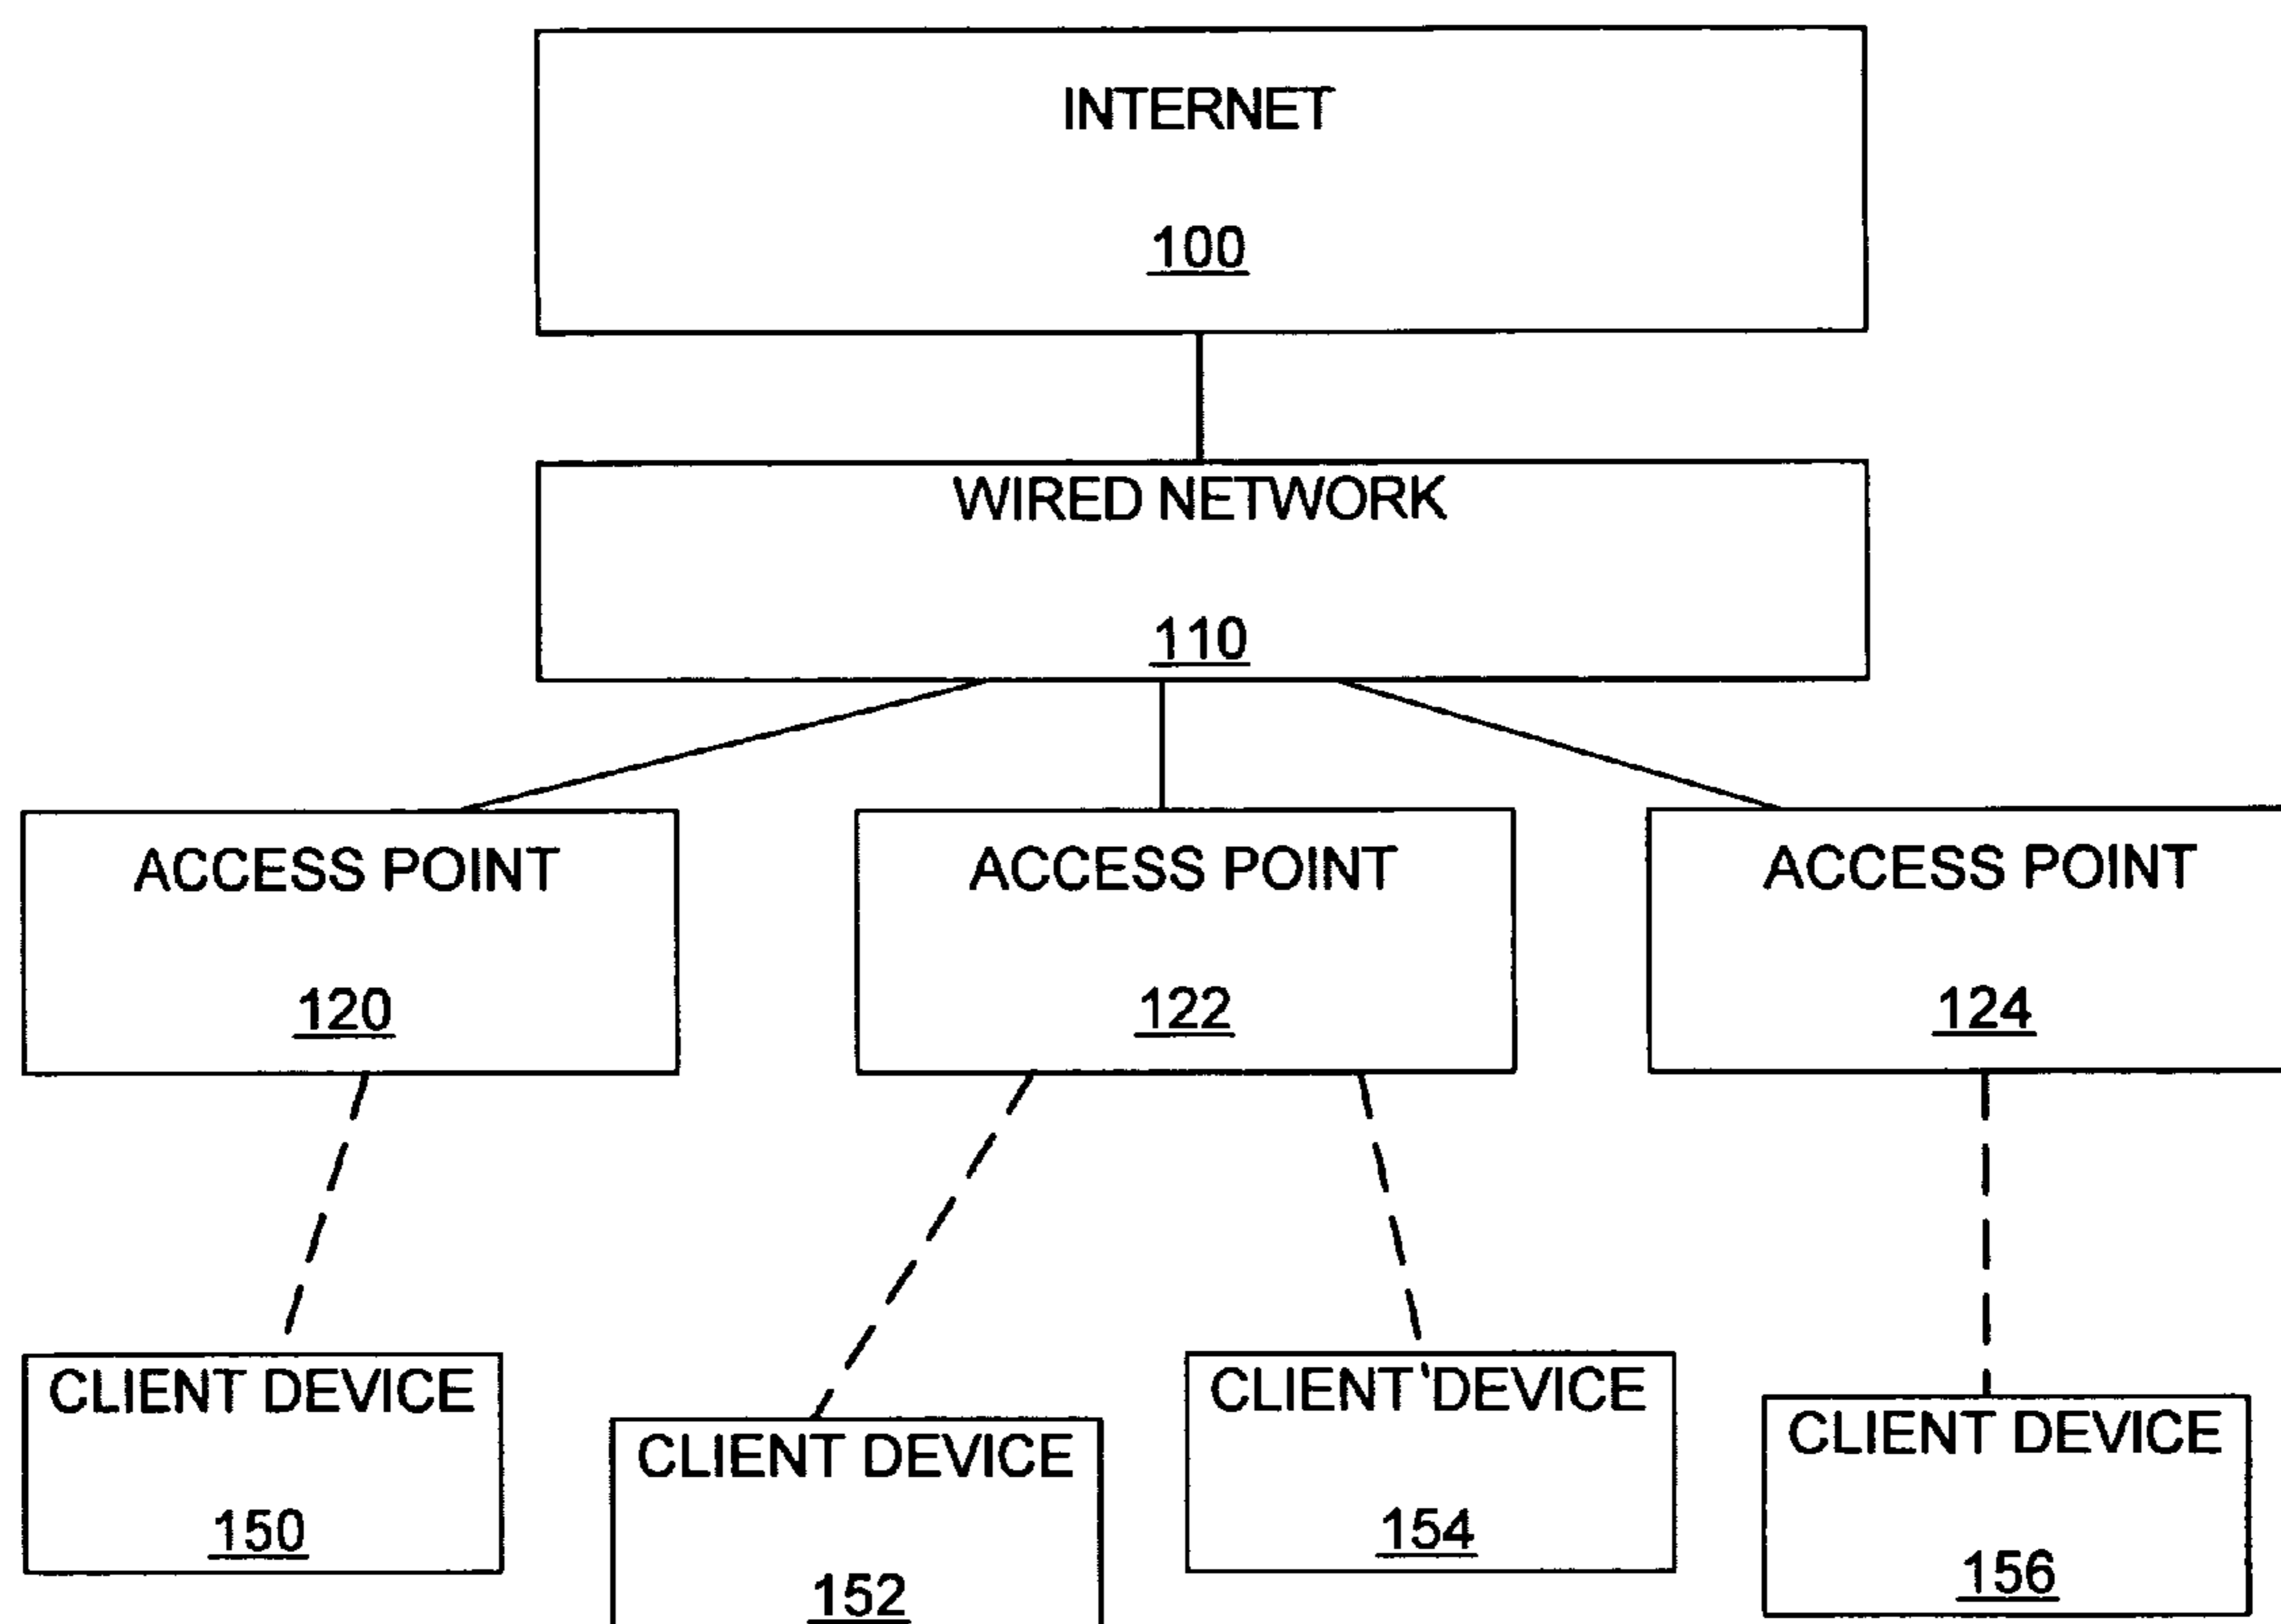 INTERNET
100
WIRED NETWORK
110
ACCESS POINT
ACCESS POINT
ACCESS POINT
120
122
124
CLIENT DEVICE
150
CLIENT DEVICE
152
CLIENT DEVICE
154
CLIENT DEVICE
156